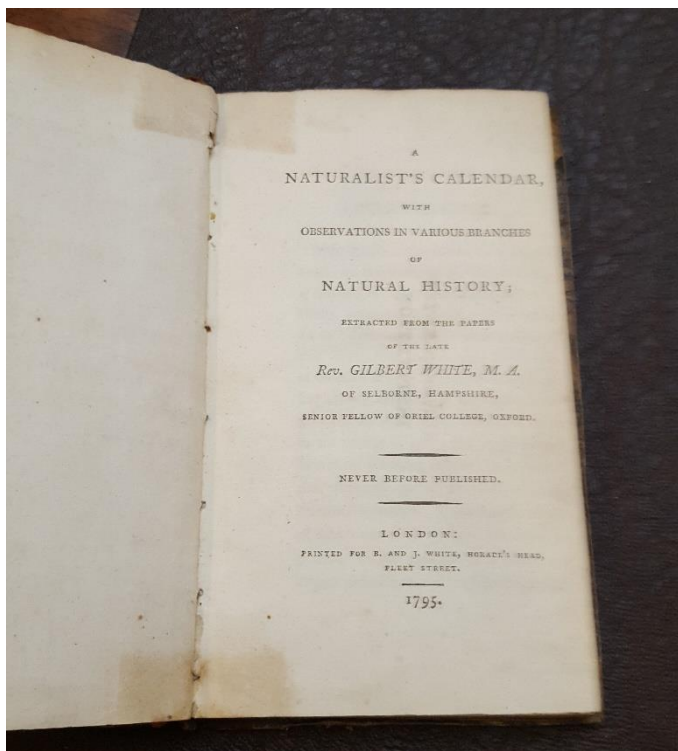 A
NATURALIST'S CALENDAR,
WITH
OBSERVATIONS IN VARIOUS BRANCHES
OF
NATURAL HISTORY;
EXTRACTED FROM THE PAPERS
OF THE LATE
Rev. GILBERT WHITE, M. A.
OF SELBORNE, HAMPSHIRE,
SENIOR FELLOW OF ORIEL COLLEGE, OXFORD.
NEVER BEFORE PUBLISHED.
LONDON:
PRINTED FOR B. AND J. WHITE, HORACE'S HEAD,
FLEET STREET.
1795.